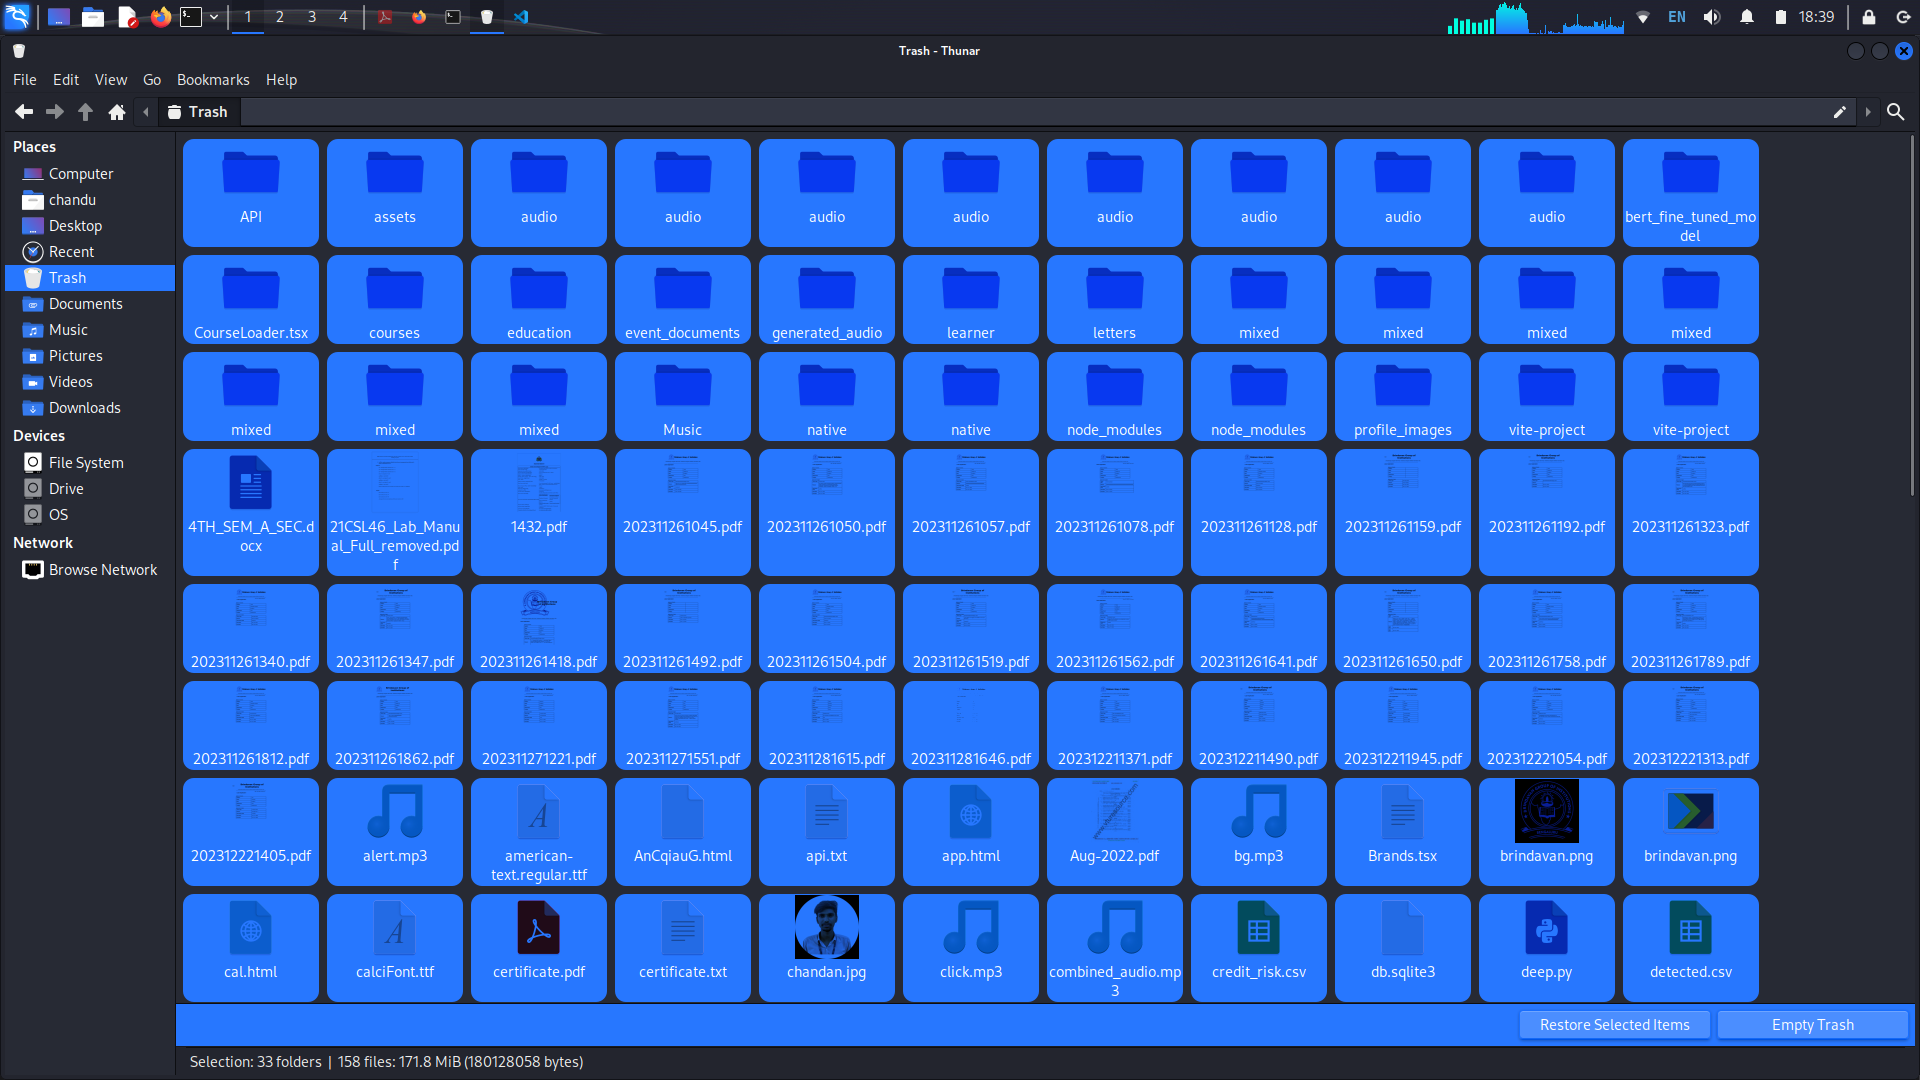 1 2 3 4
EN
18:39
Trash - Thunar
File Edit View Go Bookmarks Help
Trash
Places
Computer
chandu
Desktop
Recent
Trash
Documents
Music
Pictures
Videos
Downloads
Devices
File System
Drive
OS
Network
Browse Network
API assets audio audio audio audio audio audio audio audio bert_fine_tuned_mo
del
CourseLoader.tsx courses education event_documents generated_audio learner letters mixed mixed mixed mixed
mixed mixed mixed Music native native node_modules node_modules profile_images vite-project vite-project
4TH_SEM_A_SEC.d 21CSL46_Lab_Manu 1432.pdf 202311261045.pdf 202311261050.pdf 202311261057.pdf 202311261078.pdf 202311261128.pdf 202311261159.pdf 202311261192.pdf 202311261323.pdf
ocx al_Full_removed.pd
f
202311261340.pdf 202311261347.pdf 202311261418.pdf 202311261492.pdf 202311261504.pdf 202311261519.pdf 202311261562.pdf 202311261641.pdf 202311261650.pdf 202311261758.pdf 202311261789.pdf
202311261812.pdf 202311261862.pdf 202311271221.pdf 202311271551.pdf 202311281615.pdf 202311281646.pdf 202312211371.pdf 202312211490.pdf 202312211945.pdf 202312221054.pdf 202312221313.pdf
202312221405.pdf alert.mp3 american- AnCqiauG.html api.txt app.html Aug-2022.pdf bg.mp3 Brands.tsx brindavan.png brindavan.png
text.regular.ttf
cal.html calciFont.ttf certificate.pdf certificate.txt chandan.jpg click.mp3 combined_audio.mp credit_risk.csv db.sqlite3 deep.py detected.csv
3
Restore Selected Items Empty Trash
Selection: 33 folders | 158 files: 171.8 MiB (180128058 bytes)